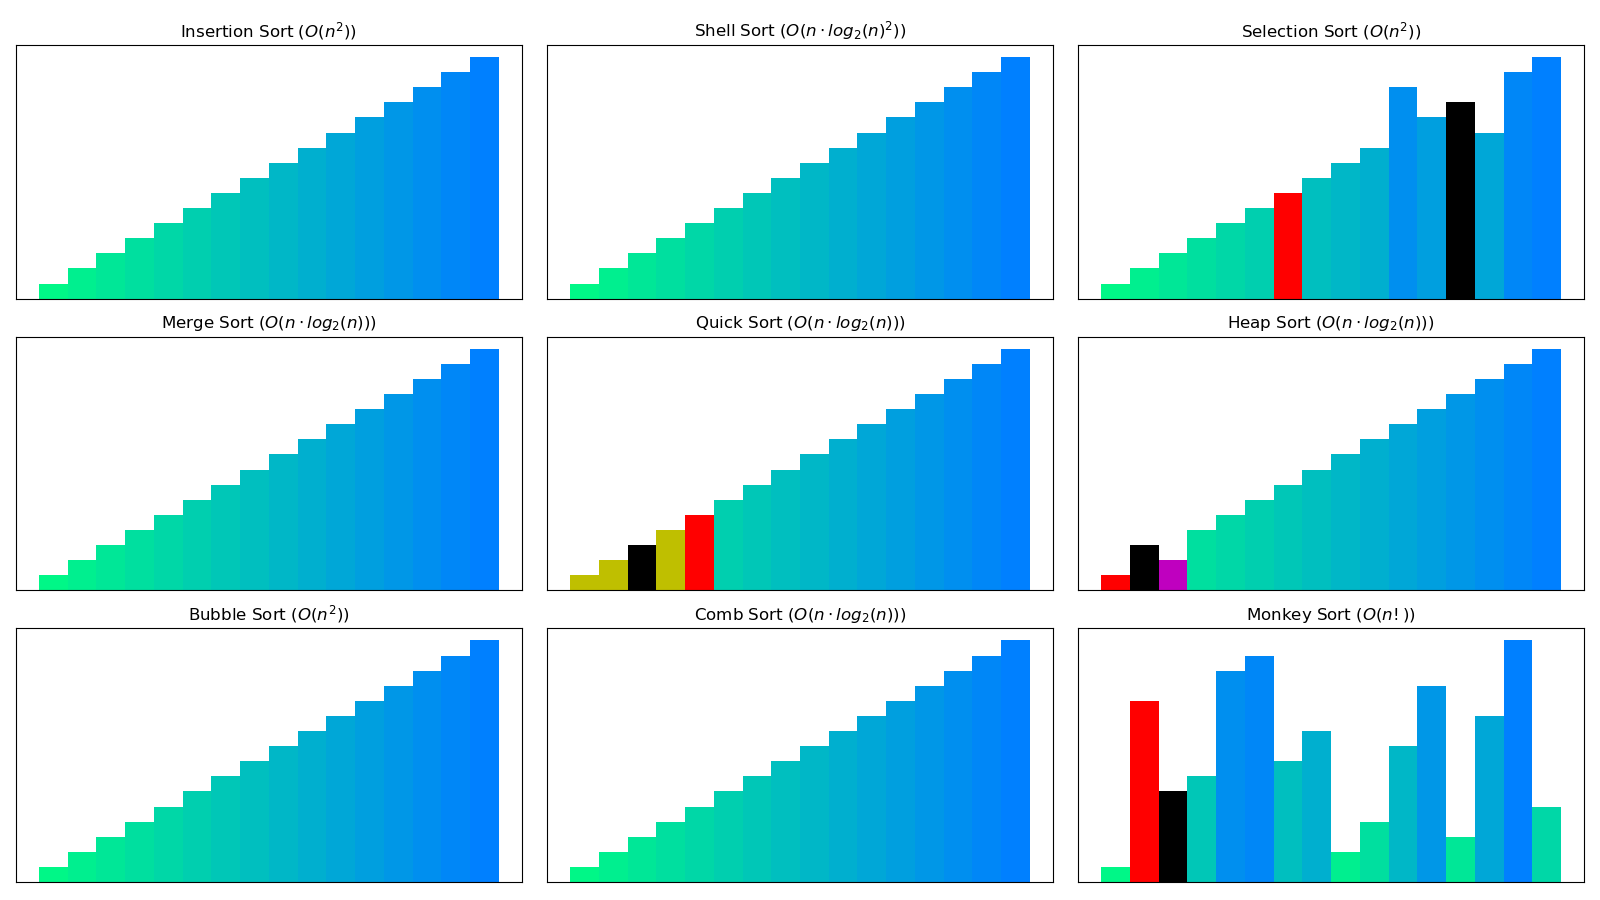 Insertion Sort (O(n²))
Shell Sort (O(n · log₂(n)²))
Selection Sort (O(n²))
Merge Sort (O(n · log₂(n)))
Quick Sort (O(n · log₂(n)))
Heap Sort (O(n · log₂(n)))
Bubble Sort (O(n²))
Comb Sort (O(n · log₂(n)))
Monkey Sort (O(n!))